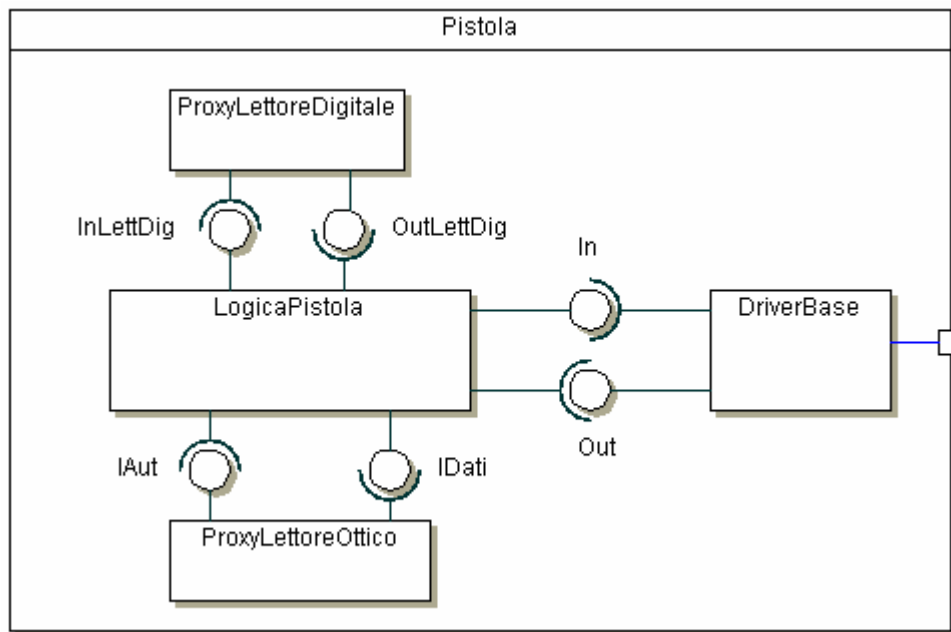 Pistola
ProxyLettoreDigitale
InLettDig
OutLettDig
In
LogicaPistola
DriverBase
Out
IAut
IDati
ProxyLettoreOttico